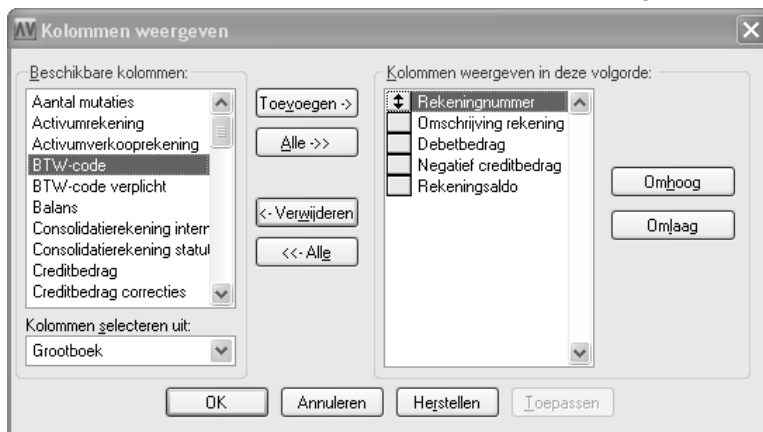 AV Kolommen weergeven
Beschikbare kolommen:
Aantal mutaties
Activumrekening
Activumverkooprekening
BTW-code
BTW-code verplicht
Balans
Consolidatierekening intern
Consolidatierekening statut
Creditbedrag
Creditbedrag correcties
Kolommen selecteren uit:
Grootboek
Toevoegen ->
Alle ->>
<- Verwijderen
<<- Alle
Kolommen weergeven in deze volgorde:
Rekeningnummer
Omschrijving rekening
Debetbedrag
Negatief creditbedrag
Rekeningsaldo
Omhoog
Omlaag
OK
Annuleren
Herstellen
Toepassen